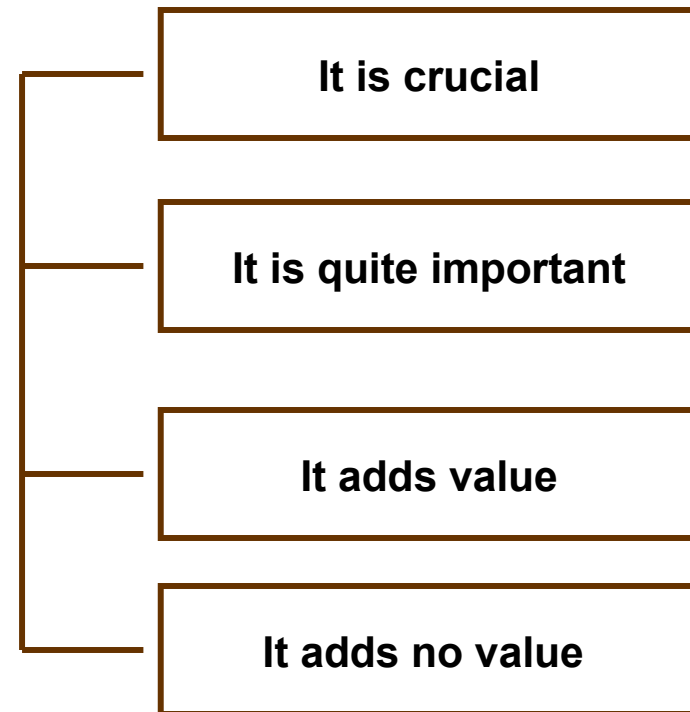 It is crucial
It is quite important
It adds value
It adds no value